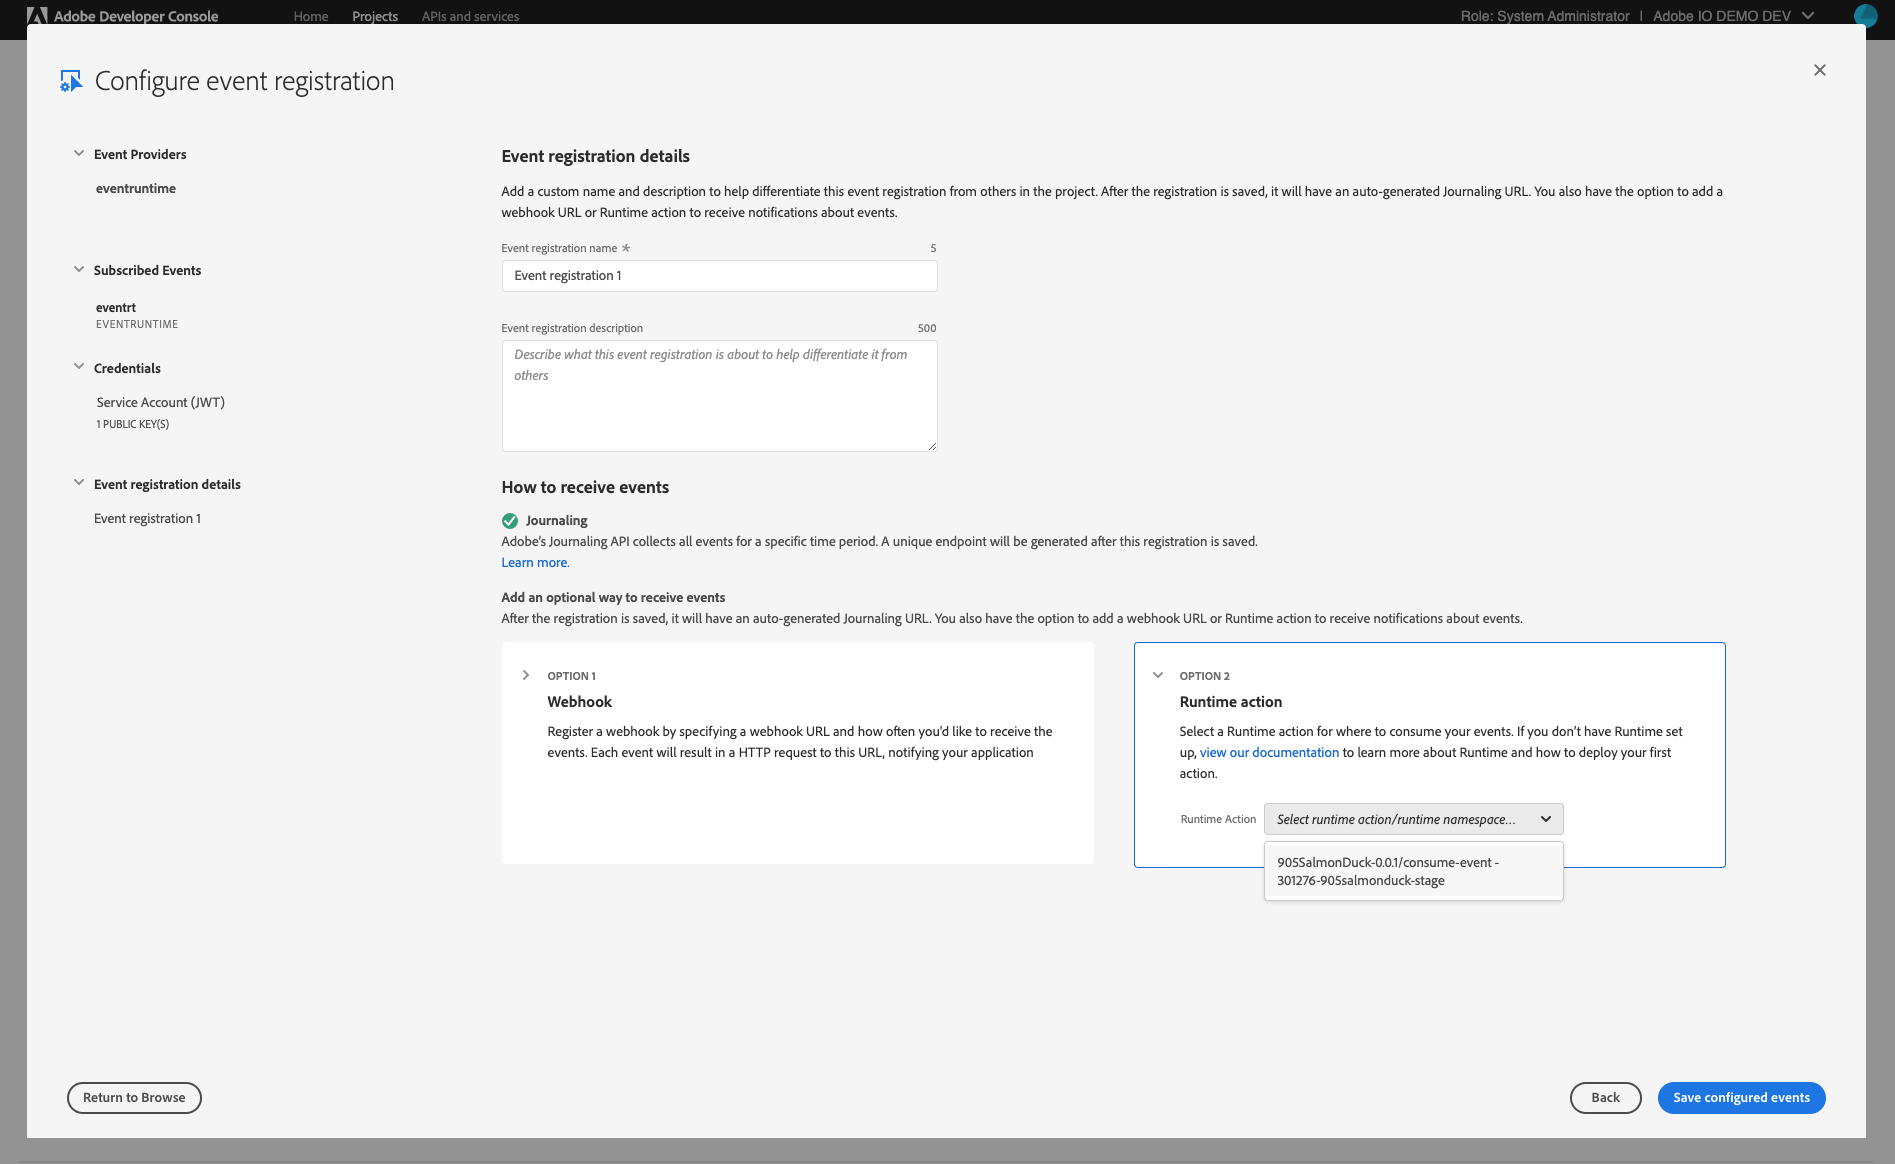 Adobe Developer Console
Home Projects APIs and services
Role: System Administrator | Adobe IO DEMO DEV
Configure event registration
Event Providers
eventruntime
Subscribed Events
eventrt
EVENTRUNTIME
Credentials
Service Account (JWT)
1 PUBLIC KEY(S)
Event registration details
Event registration 1
Event registration details
Add a custom name and description to help differentiate this event registration from others in the project. After the registration is saved, it will have an auto-generated Journaling URL. You also have the option to add a
webhook URL or Runtime action to receive notifications about events.
Event registration name * 5
Event registration 1
Event registration description 500
Describe what this event registration is about to help differentiate it from
others
How to receive events
Journaling
Adobe's Journaling API collects all events for a specific time period. A unique endpoint will be generated after this registration is saved.
Learn more.
Add an optional way to receive events
After the registration is saved, it will have an auto-generated Journaling URL. You also have the option to add a webhook URL or Runtime action to receive notifications about events.
OPTION 1
Webhook
Register a webhook by specifying a webhook URL and how often you'd like to receive the
events. Each event will result in a HTTP request to this URL, notifying your application
OPTION 2
Runtime action
Select a Runtime action for where to consume your events. If you don't have Runtime set
up, view our documentation to learn more about Runtime and how to deploy your first
action.
Runtime Action Select runtime action/runtime namespace...
905SalmonDuck-0.0.1/consume-event -
301276-905salmonduck-stage
Return to Browse
Back
Save configured events